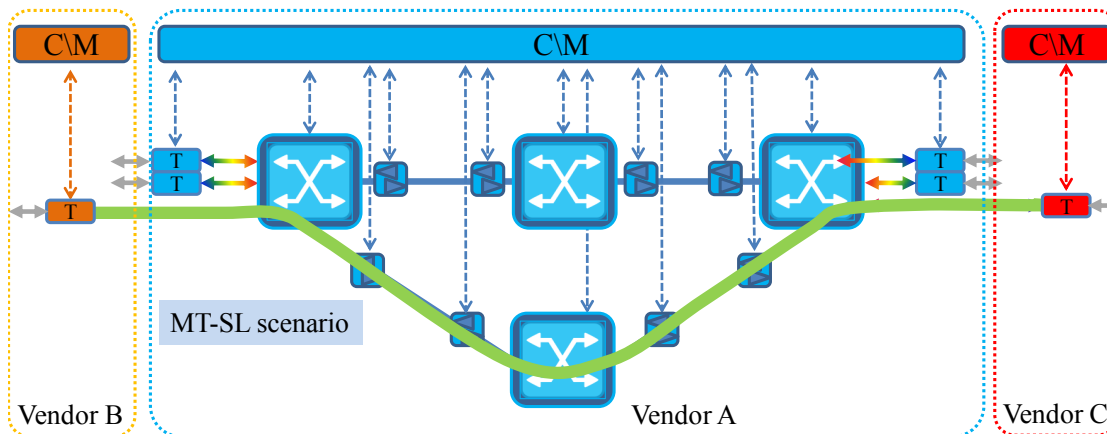 C\M
C\M
C\M
T
T
T
T
T
T
MT-SL scenario
Vendor B
Vendor A
Vendor C